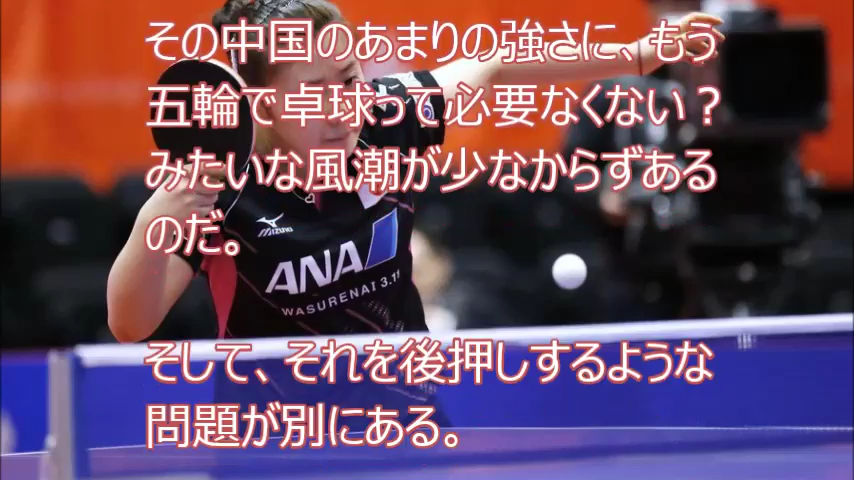 その中国のあまりの強さに、もう
五輪で卓球って必要なくない？
みたいな風潮が少なからずある
のだ。
MIZUNO
ANA
WASURENAI 3.11
そして、それを後押しするような
問題が別にある。